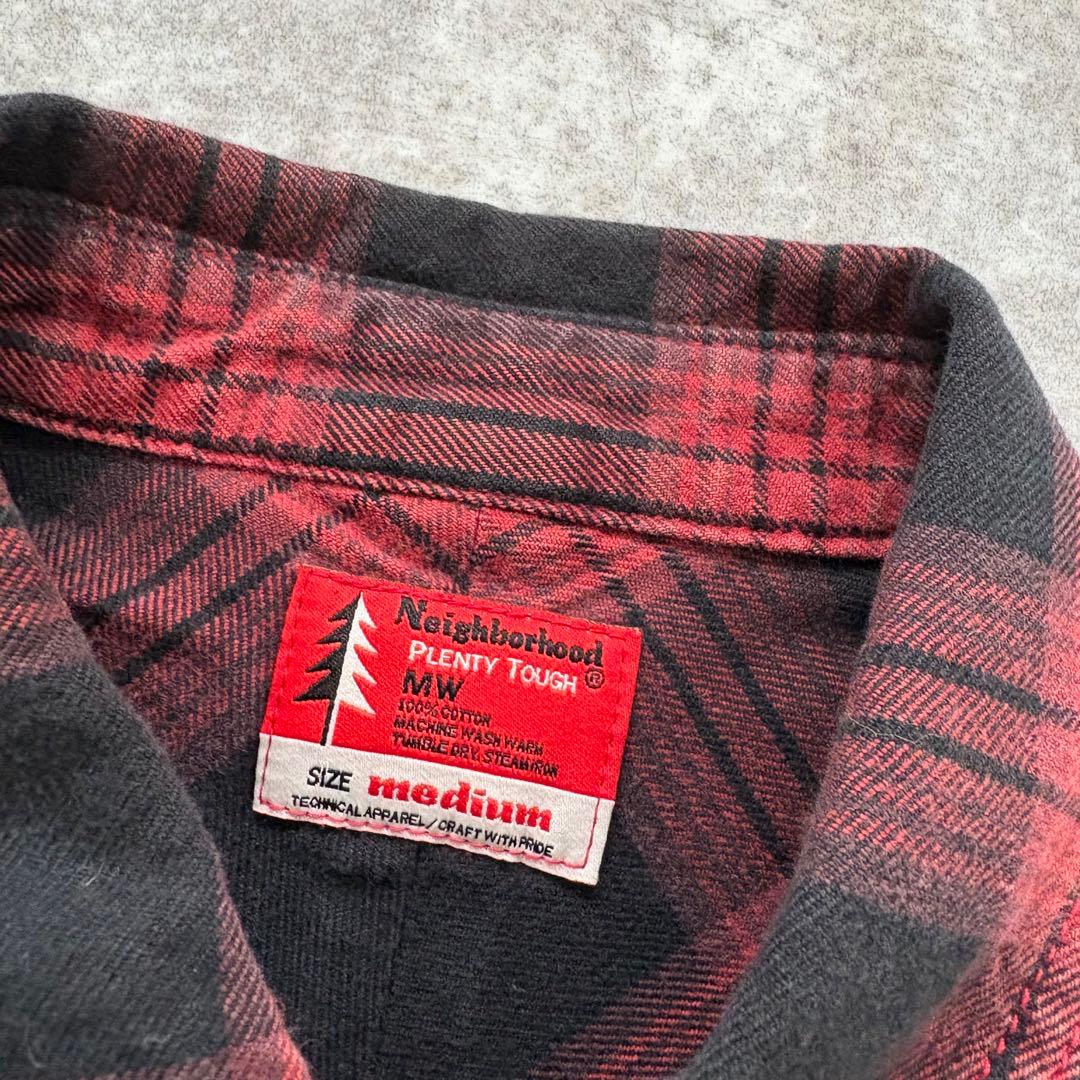 Neighborhood
PLENTY TOUGH ®
MW
100% COTTON
MACHINE WASH WARM
TUMBLE DRY, STEAM IRON
SIZE medium
TECHNICAL APPAREL / CRAFT WITH PRIDE